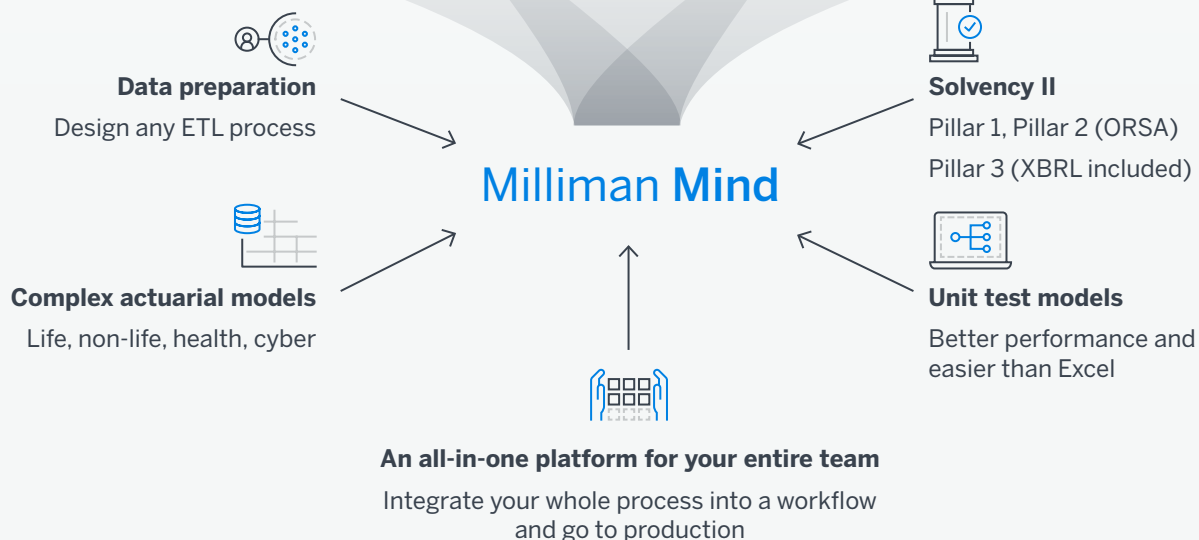 Data preparation
Design any ETL process
Solvency II
Pillar 1, Pillar 2 (ORSA)
Pillar 3 (XBRL included)
Milliman Mind
Complex actuarial models
Life, non-life, health, cyber
Unit test models
Better performance and
easier than Excel
An all-in-one platform for your entire team
Integrate your whole process into a workflow
and go to production